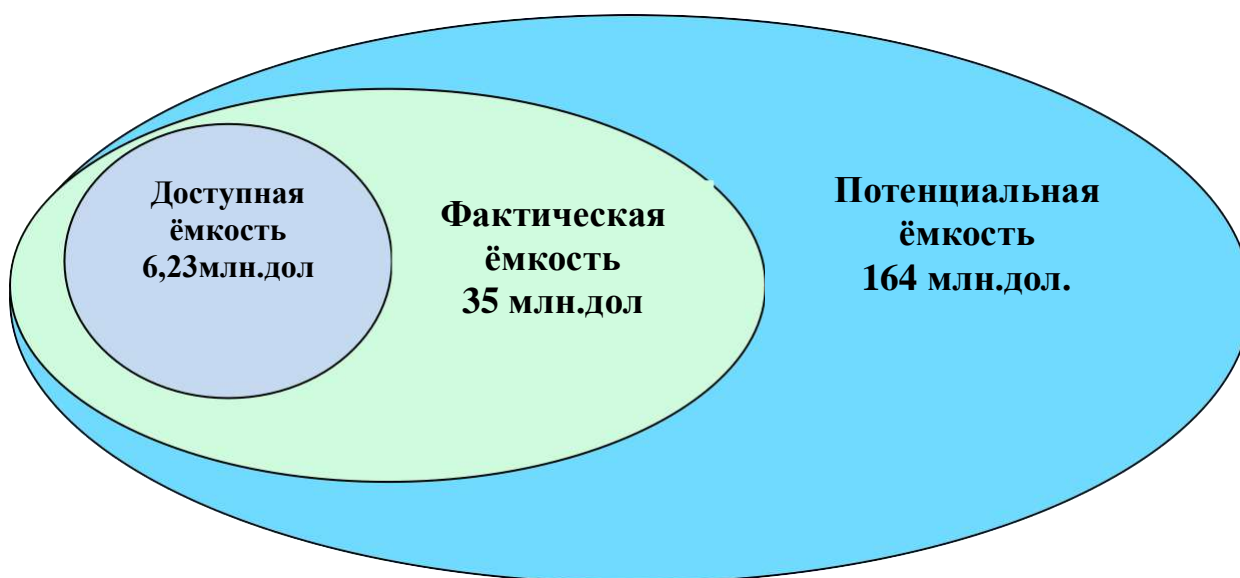 Доступная
ёмкость
6,23млн.дол
Фактическая
ёмкость
35 млн.дол
Потенциальная
ёмкость
164 млн.дол.